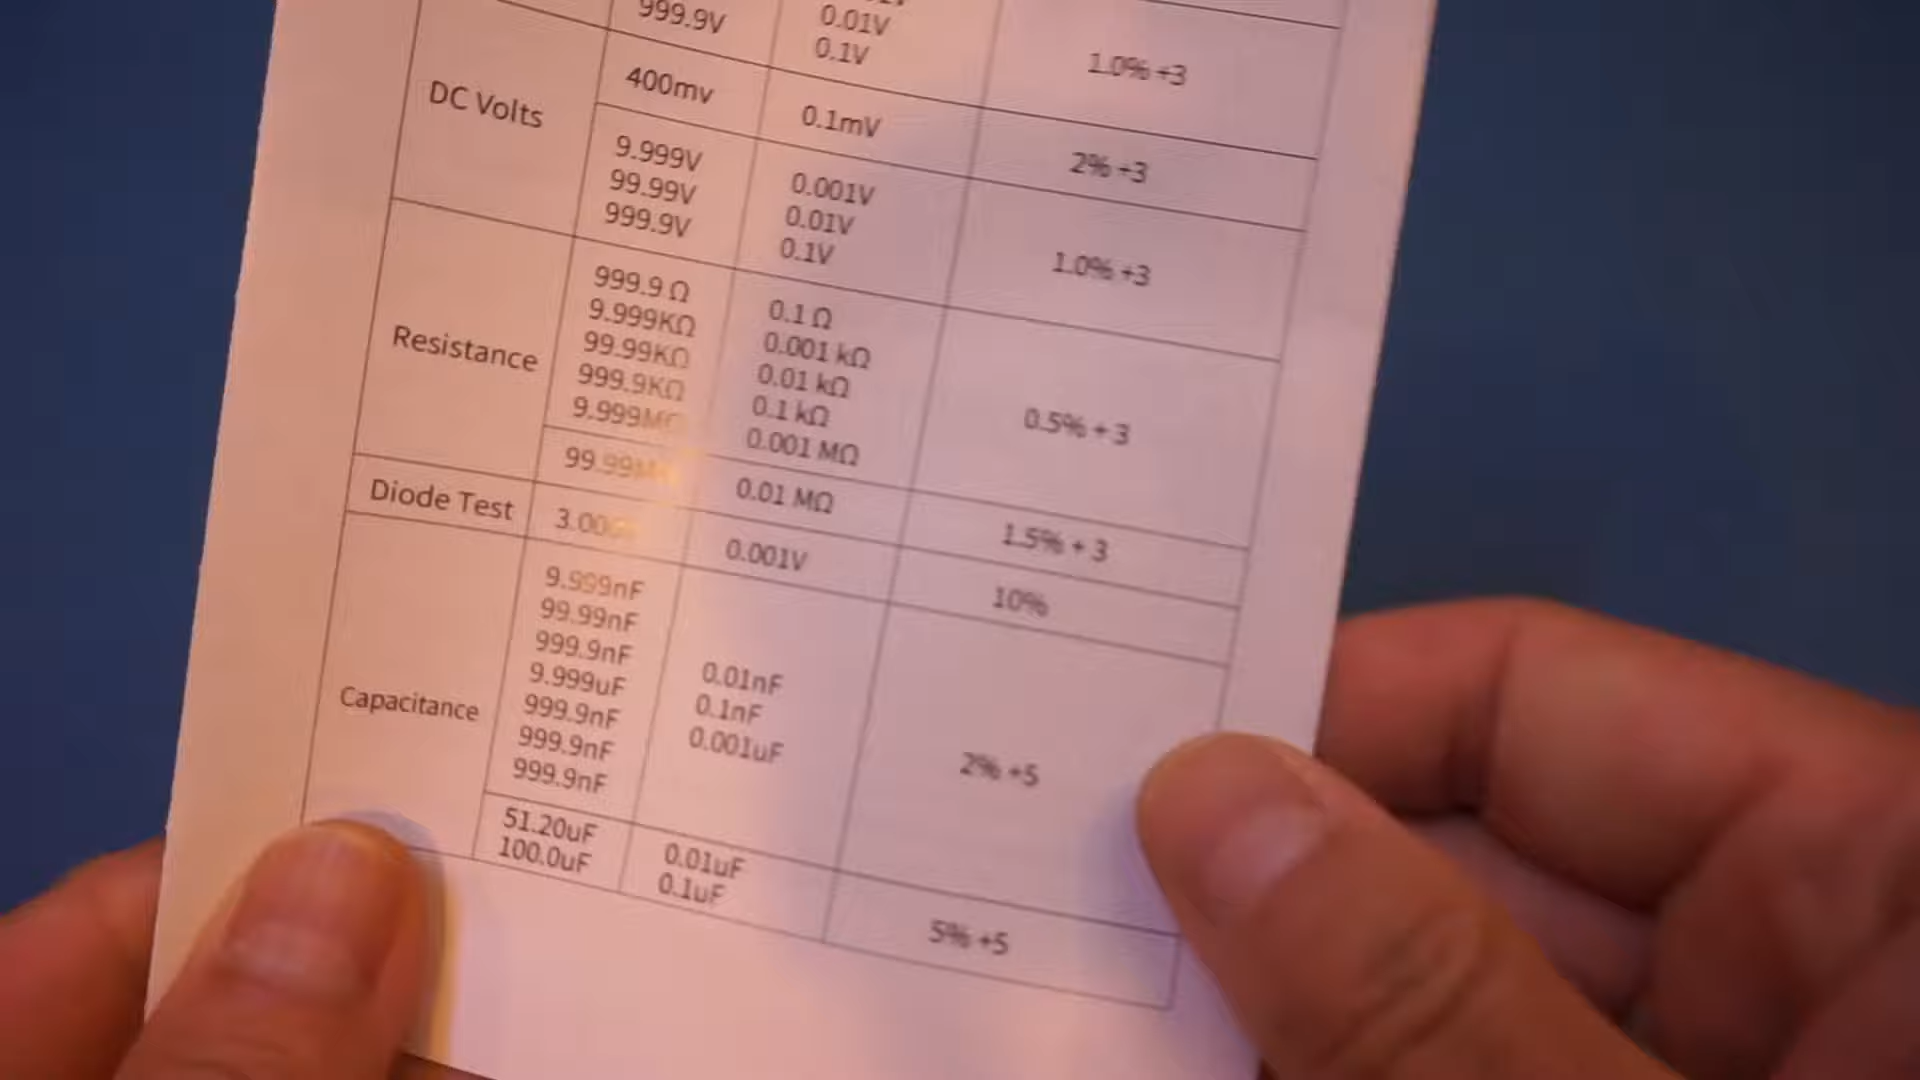 999.9V
0.01V
0.1V
1.0% +3
DC Volts
400mv
0.1mV
2% +3
9.999V
99.99V
999.9V
0.001V
0.01V
0.1V
1.0% +3
Resistance
999.9 Ω
9.999KΩ
99.99KΩ
999.9KΩ
9.999MΩ
0.1 Ω
0.001 kΩ
0.01 kΩ
0.1 kΩ
0.001 MΩ
0.5% + 3
0.01 MΩ
1.5% + 3
Diode Test
0.001V
10%
Capacitance
9.999nF
99.99nF
999.9nF
9.999uF
999.9nF
999.9nF
999.9nF
0.01nF
0.1nF
0.001uF
2% +5
51.20uF
100.0uF
0.01uF
0.1uF
5% +5